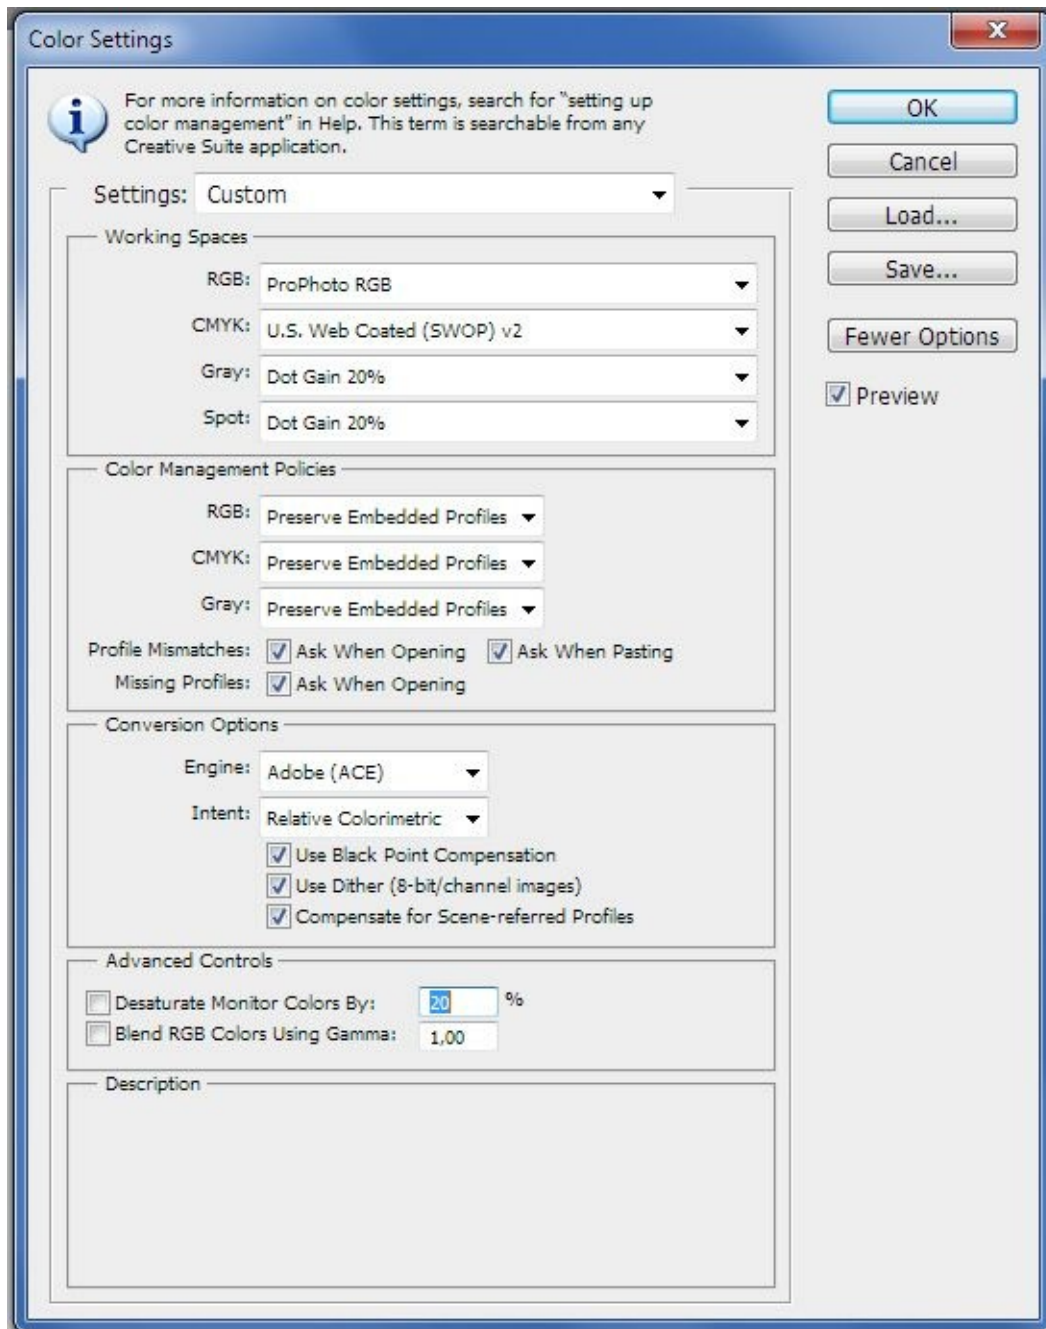 Color Settings
X
For more information on color settings, search for “setting up
color management” in Help. This term is searchable from any
Creative Suite application.
OK
Cancel
Load...
Save...
Fewer Options
Preview
Settings: Custom
Working Spaces
RGB: ProPhoto RGB
CMYK: U.S. Web Coated (SWOP) v2
Gray: Dot Gain 20%
Spot: Dot Gain 20%
Color Management Policies
RGB: Preserve Embedded Profiles
CMYK: Preserve Embedded Profiles
Gray: Preserve Embedded Profiles
Profile Mismatches: Ask When Opening Ask When Pasting
Missing Profiles: Ask When Opening
Conversion Options
Engine: Adobe (ACE)
Intent: Relative Colorimetric
Use Black Point Compensation
Use Dither (8-bit/channel images)
Compensate for Scene-referred Profiles
Advanced Controls
Desaturate Monitor Colors By: 20 %
Blend RGB Colors Using Gamma: 1,00
Description